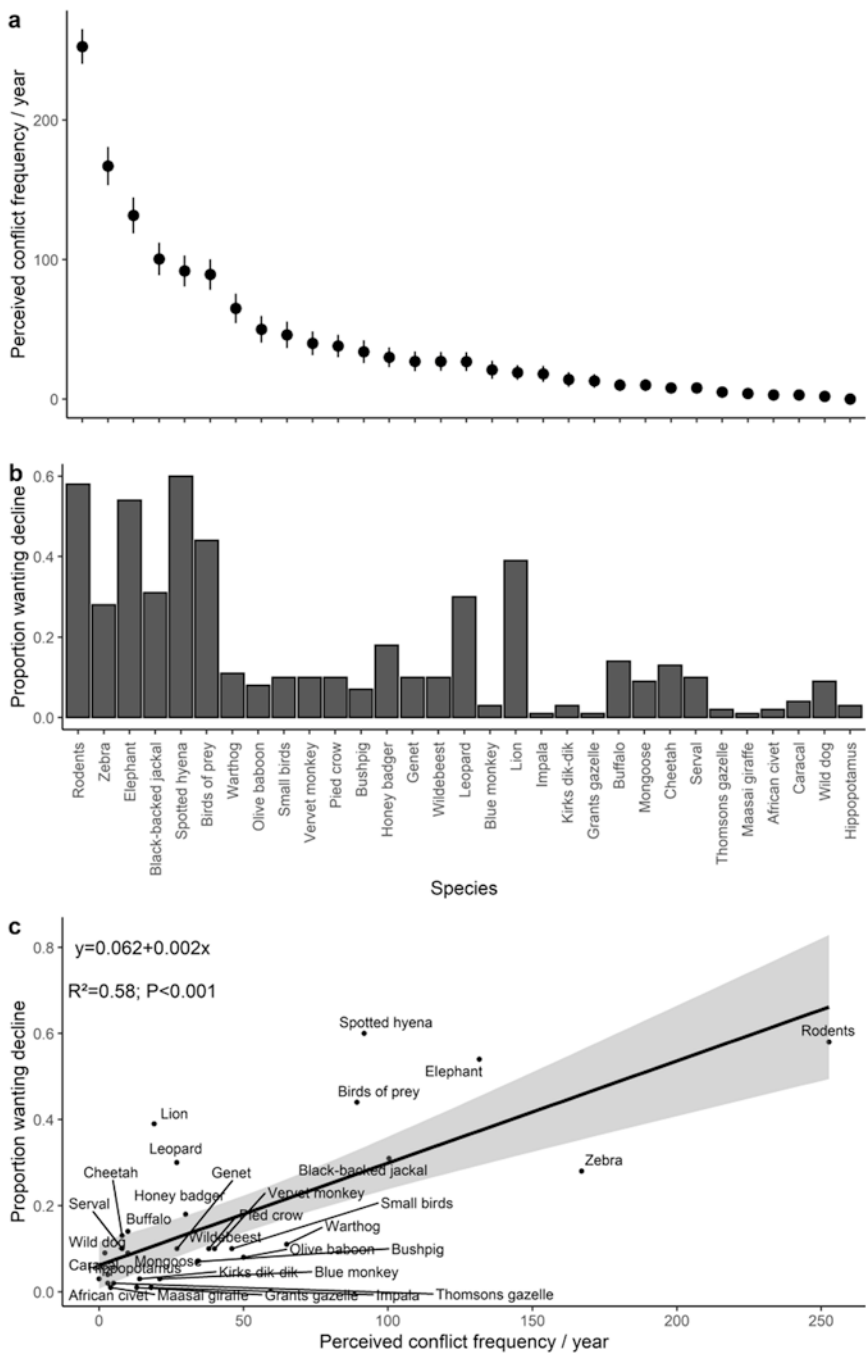 a
Perceived conflict frequency / year
200
100
0
b
Proportion wanting decline
0.6
0.4
0.2
0.0
Rodents
Zebra
Elephant
Black-backed jackal
Spotted hyena
Birds of prey
Warthog
Olive baboon
Small birds
Vervet monkey
Pied crow
Bushpig
Honey badger
Genet
Wildebeest
Leopard
Blue monkey
Lion
Impala
Kirks dik-dik
Grants gazelle
Buffalo
Mongoose
Cheetah
Serval
Thomsons gazelle
Maasai giraffe
African civet
Caracal
Wild dog
Hippopotamus
Species
c
Proportion wanting decline
0.8
0.6
0.4
0.2
0.0
y=0.062+0.002x
R²=0.58; P<0.001
Spotted hyena
Rodents
Elephant
Birds of prey
Lion
Leopard
Zebra
Cheetah
Genet
Black-backed jackal
Serval
Honey badger
Vervet monkey
Small birds
Buffalo
Pied crow
Warthog
Wild dog
Wildebeest
Olive baboon
Bushpig
Caracal
Hippopotamus
Mongoose
Kirks dik dik
Blue monkey
African civet
Maasai giraffe
Grants gazelle
Impala
Thomsons gazelle
0
50
100
150
200
250
Perceived conflict frequency / year